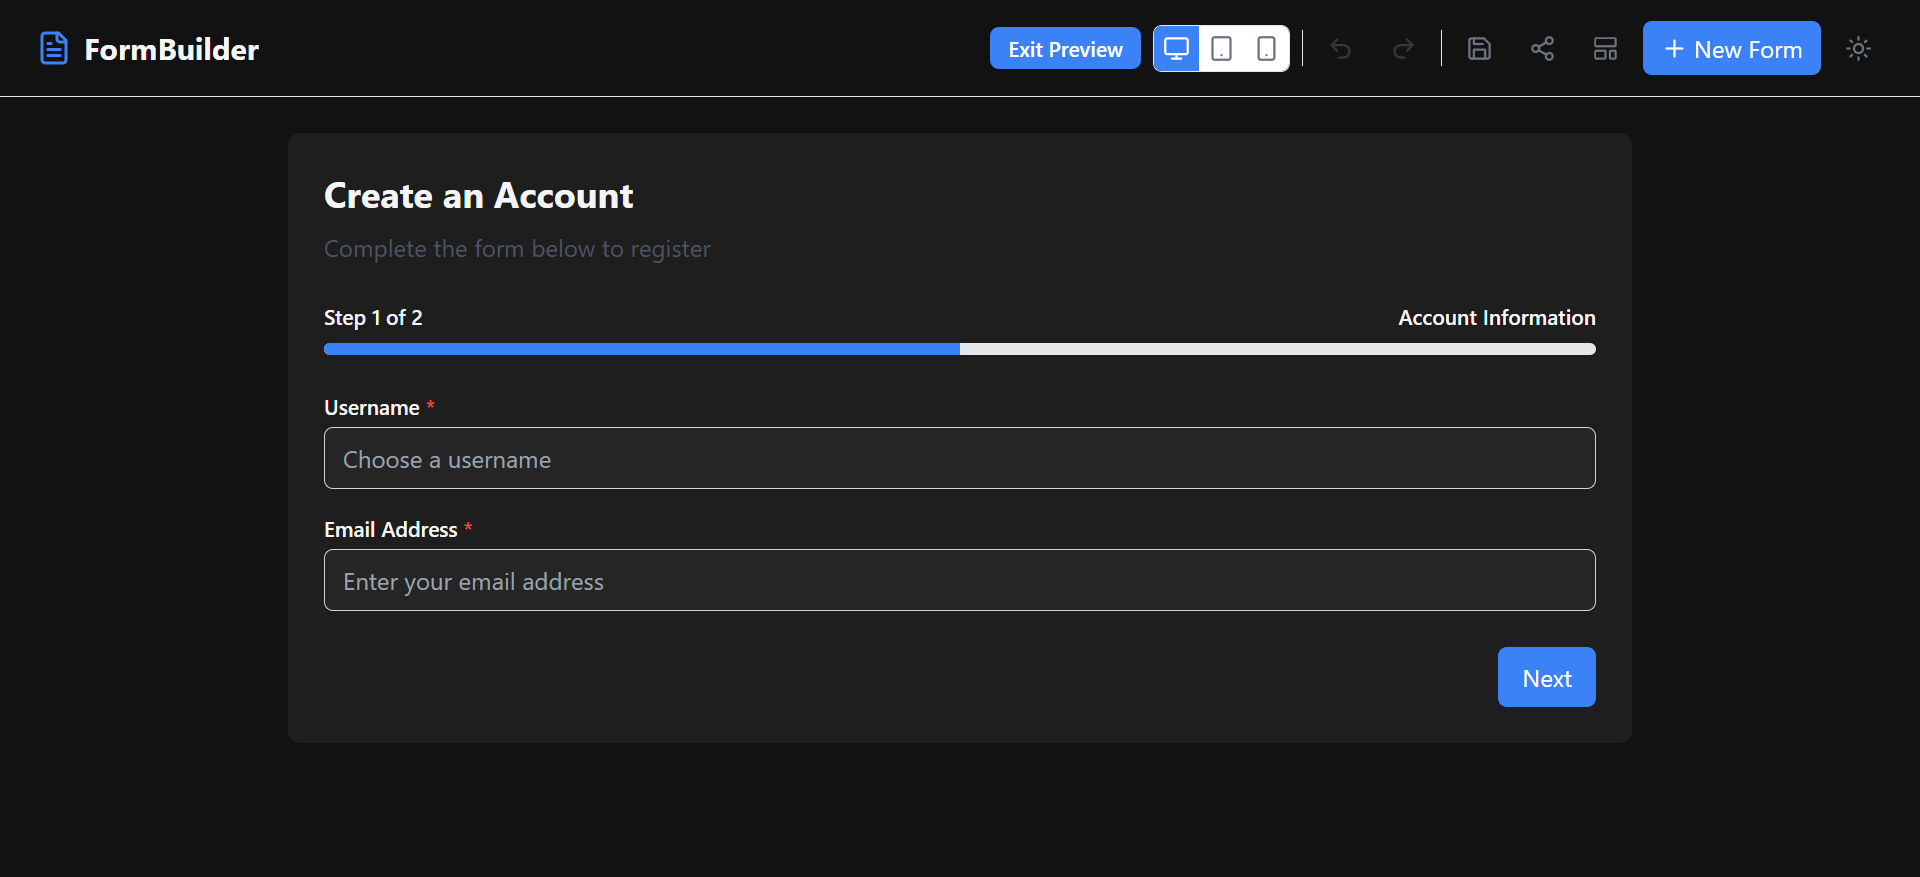 FormBuilder
Exit Preview
New Form
Create an Account
Complete the form below to register
Step 1 of 2
Account Information
Username *
Choose a username
Email Address *
Enter your email address
Next